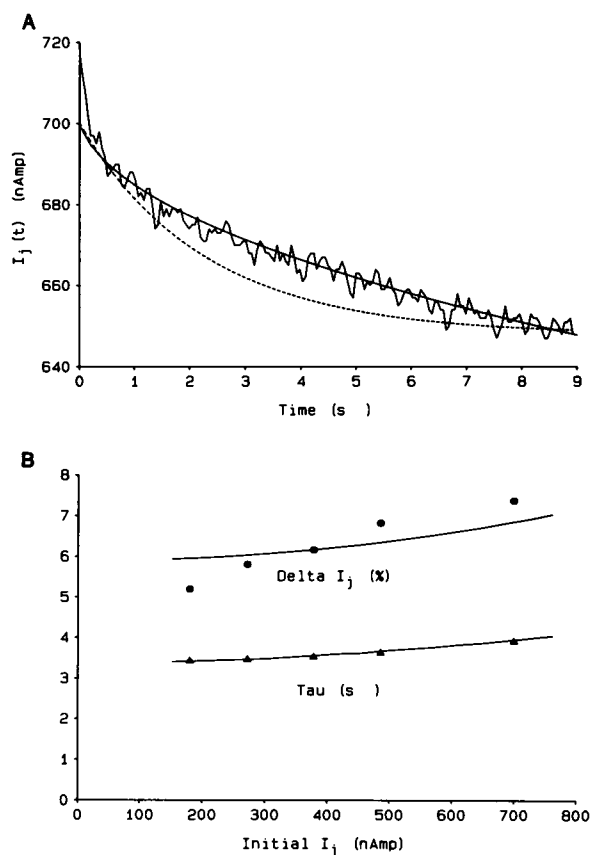 A
720
700
680
660
640
I_j (t) (nAmp)
0 1 2 3 4 5 6 7 8 9
Time (s )
B
8
7
6
5
4
3
2
1
0
Delta I_j (%)
Tau (s )
0 200 300 400 500 600 700 800
Initial I_j (nAmp)